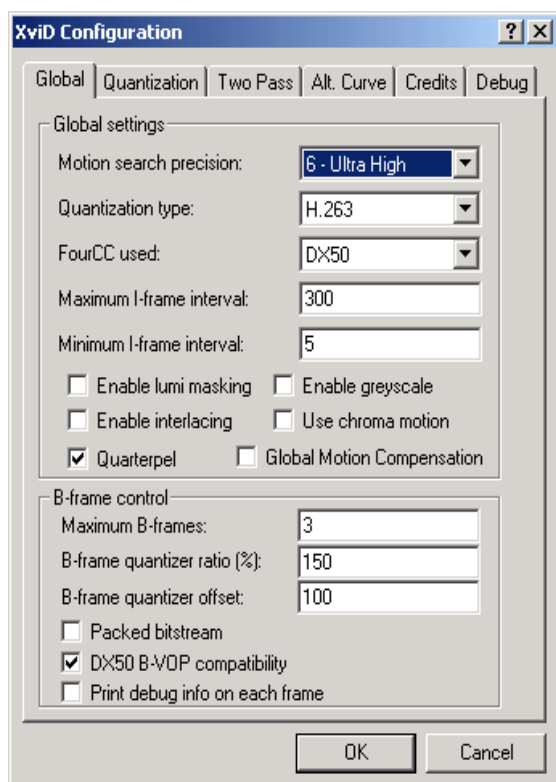 XviD Configuration
Global Quantization Two Pass Alt. Curve Credits Debug
Global settings
Motion search precision: 6 - Ultra High
Quantization type: H.263
FourCC used: DX50
Maximum I-frame interval: 300
Minimum I-frame interval: 5
Enable lumi masking Enable greyscale
Enable interlacing Use chroma motion
Quarterpel Global Motion Compensation
B-frame control
Maximum B-frames: 3
B-frame quantizer ratio (%): 150
B-frame quantizer offset: 100
Packed bitstream
DX50 B-VOP compatibility
Print debug info on each frame
OK Cancel